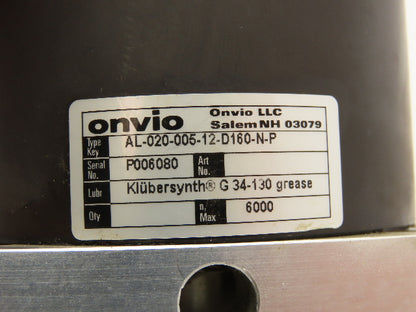 onvio Onvio LLC
Salem NH 03079
Type Key AL-020-005-12-D160-N-P
Serial No. P006080 Art No.
Lubr Klübersynth® G 34-130 grease
Qty n, Max 6000